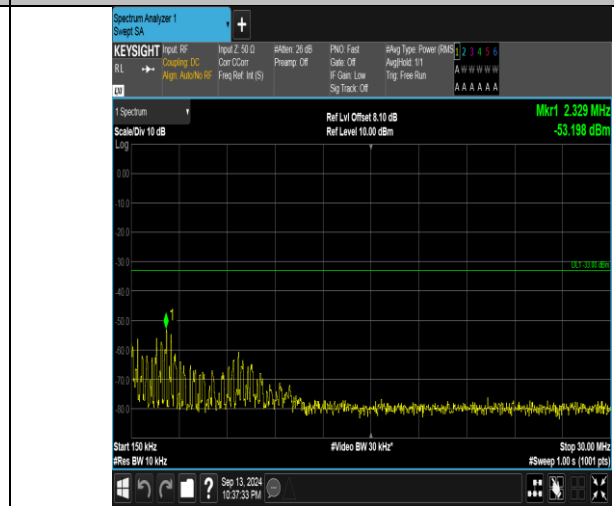 Spectrum Analyzer 1
Swept SA
+
KEYSIGHT Input: RF Input Z: 50 Ω #Atten: 26 dB PNO: Fast #Avg Type: Power (RMS 1 2 3 4 5 6
RL Coupling: DC Corr CCorr Preamp: Off Gate: Off Avg|Hold: 1/1 A W W W W W
Align: Auto/No RF Freq Ref: Int (S) IF Gain: Low Trig: Free Run
LXI Sig Track: Off A A A A A A
1 Spectrum Ref Lvl Offset 8.10 dB Mkr1 2.329 MHz
Scale/Div 10 dB Ref Level 10.00 dBm -53.198 dBm
Log
0.00
-10.0
-20.0
-30.0 DL1 -33.00 dBm
-40.0
-50.0 1
-60.0
-70.0
-80.0
Start 150 kHz #Video BW 30 kHz* Stop 30.00 MHz
#Res BW 10 kHz #Sweep 1.00 s (1001 pts)
? Sep 13, 2024
10:37:33 PM